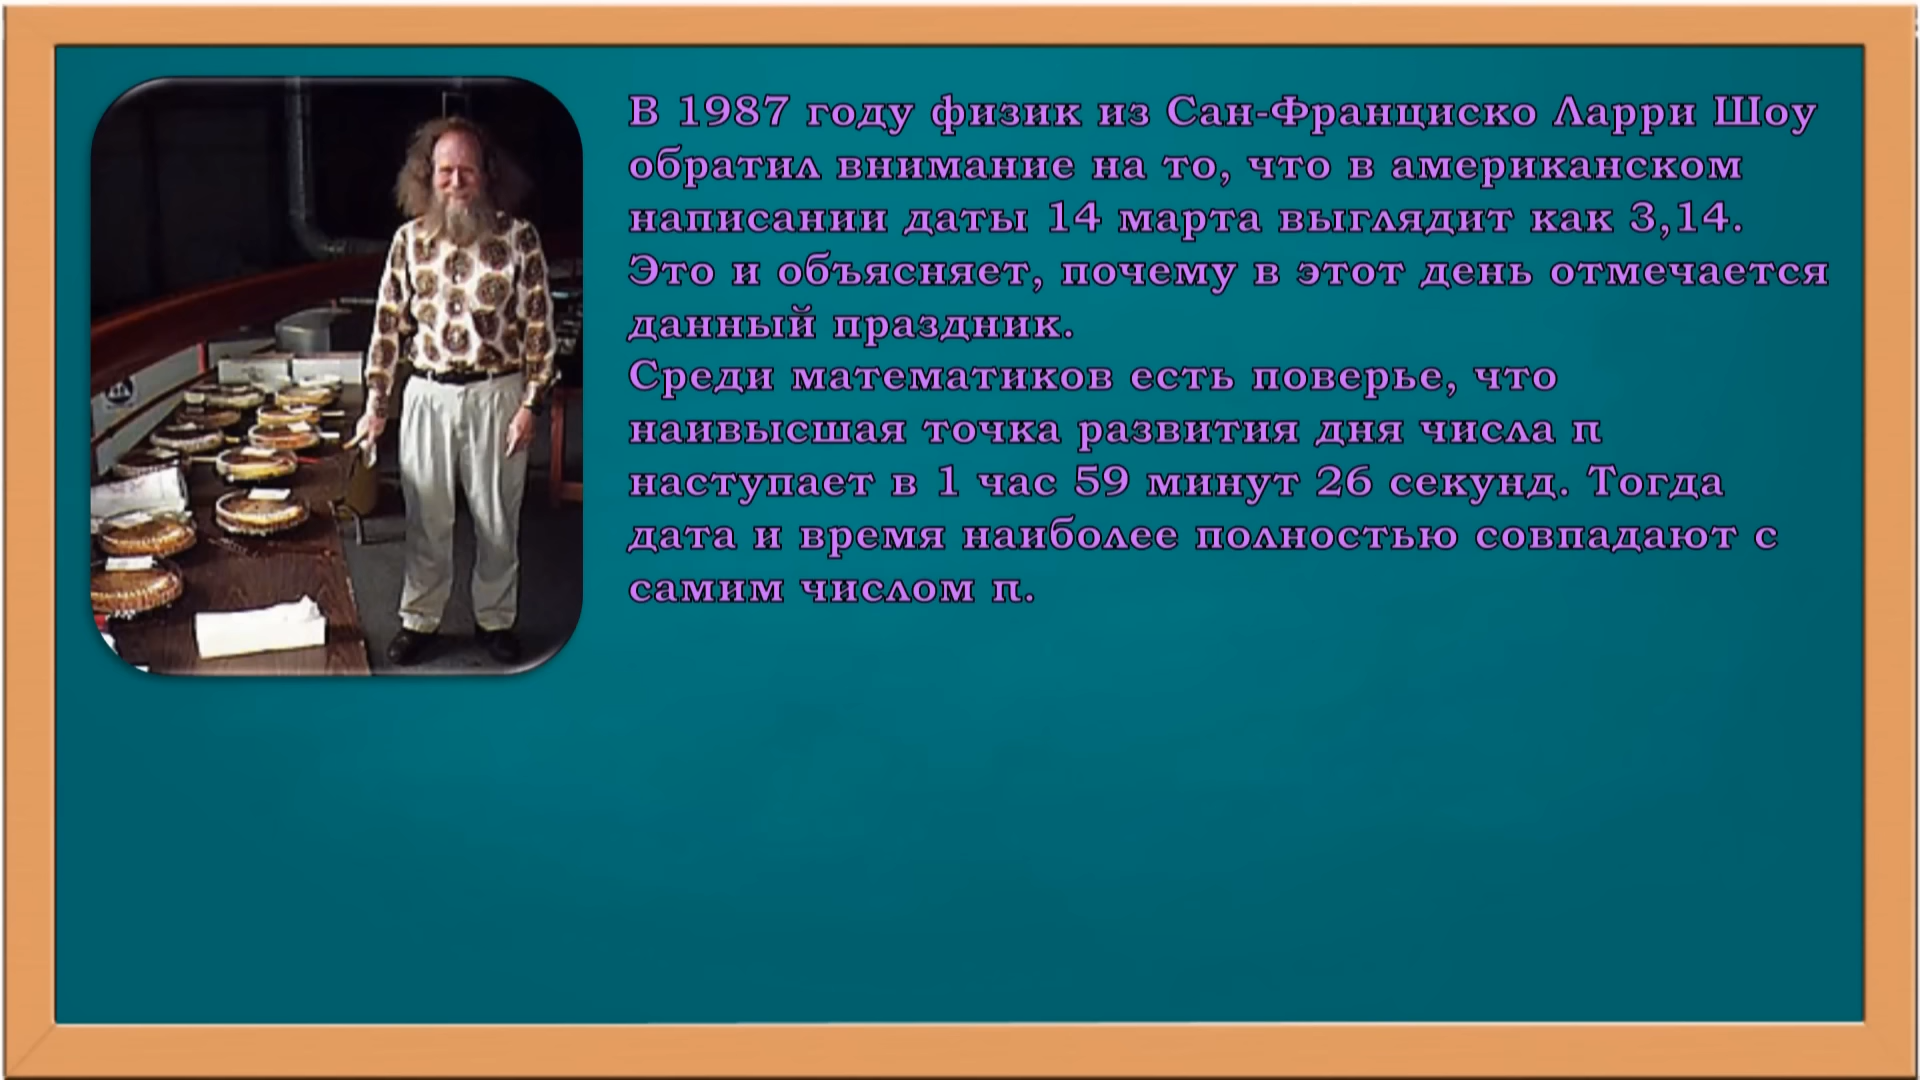 В 1987 году физик из Сан-Франциско Ларри Шоу
обратил внимание на то, что в американском
написании даты 14 марта выглядит как 3,14.
Это и объясняет, почему в этот день отмечается
данный праздник.
Среди математиков есть поверье, что
наивысшая точка развития дня числа π
наступает в 1 час 59 минут 26 секунд. Тогда
дата и время наиболее полностью совпадают с
самим числом π.